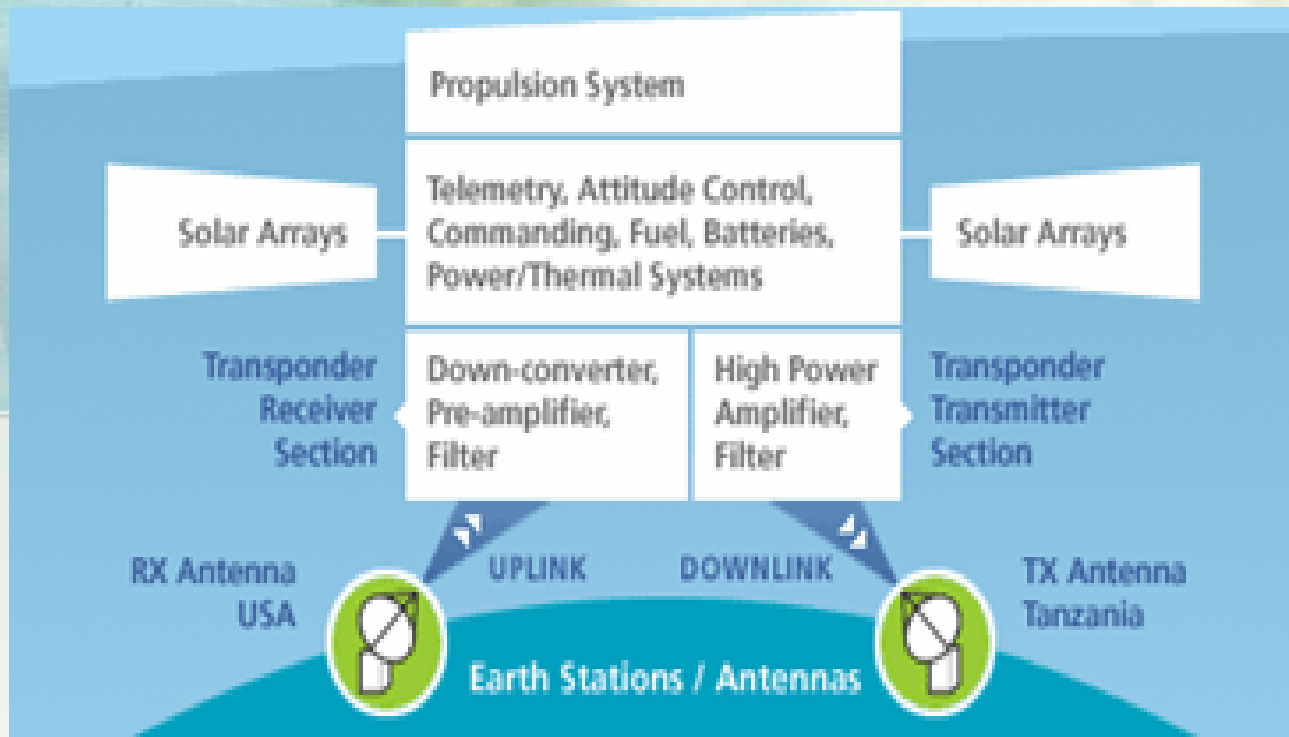 Propulsion System
Solar Arrays
Telemetry, Attitude Control,
Commanding, Fuel, Batteries,
Power/Thermal Systems
Solar Arrays
Transponder
Receiver
Section
Down-converter,
Pre-amplifier,
Filter
High Power
Amplifier,
Filter
Transponder
Transmitter
Section
RX Antenna
USA
UPLINK
DOWNLINK
TX Antenna
Tanzania
Earth Stations / Antennas